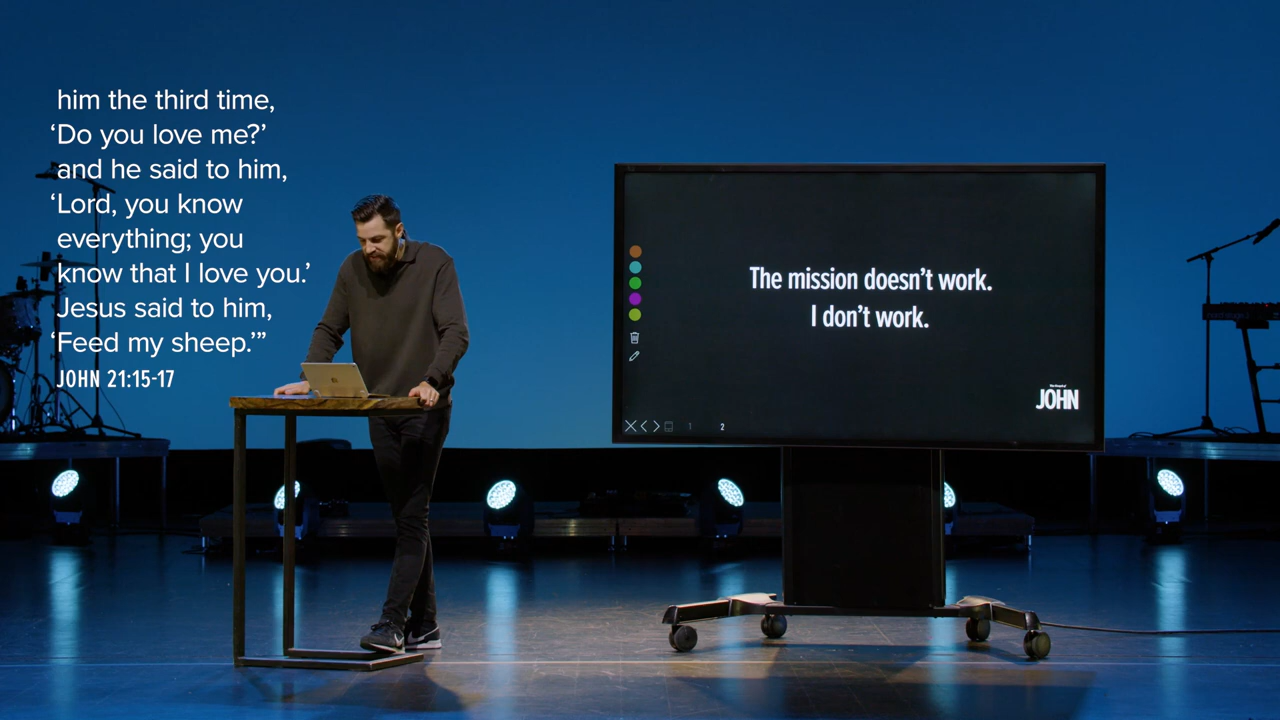 him the third time,
‘Do you love me?’
and he said to him,
‘Lord, you know
everything; you
know that I love you.’
Jesus said to him,
‘Feed my sheep.’”
JOHN 21:15-17
The mission doesn’t work.
I don’t work.
JOHN
1
2